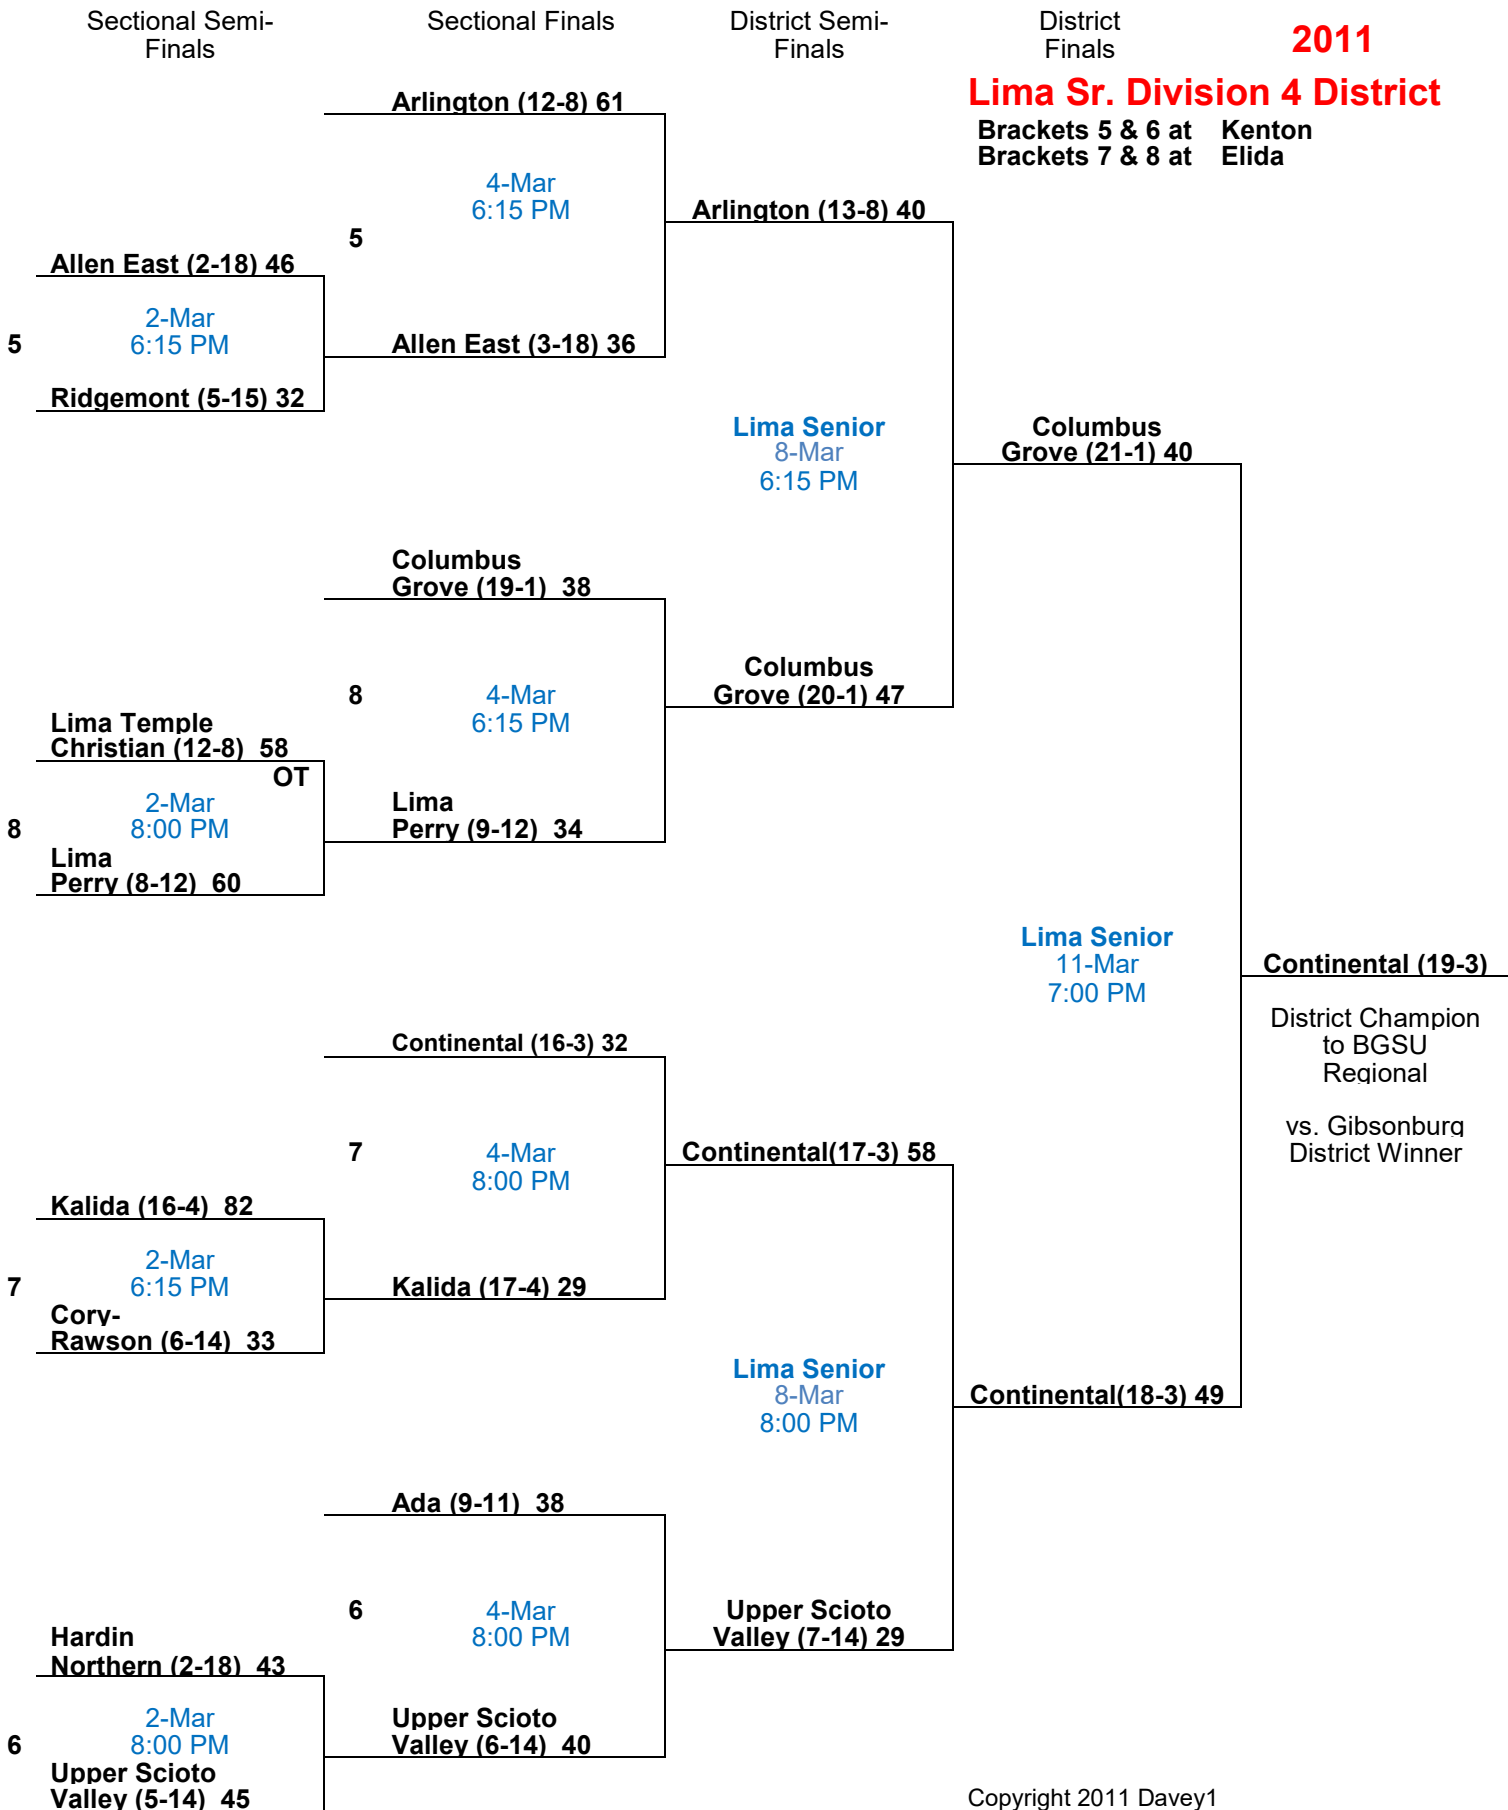 Sectional Semi-
Finals
Sectional Finals
District Semi-
Finals
District
Finals
2011
Lima Sr. Division 4 District
Brackets 5 & 6 at Kenton
Brackets 7 & 8 at Elida
Arlington (12-8) 61
4-Mar
6:15 PM
5
Arlington (13-8) 40
Allen East (2-18) 46
2-Mar
6:15 PM
5
Allen East (3-18) 36
Ridgemont (5-15) 32
Lima Senior
8-Mar
6:15 PM
Columbus
Grove (21-1) 40
Columbus
Grove (19-1) 38
Columbus
Grove (20-1) 47
8
4-Mar
6:15 PM
Lima Temple
Christian (12-8) 58
OT
2-Mar
8:00 PM
8
Lima
Perry (9-12) 34
Lima
Perry (8-12) 60
Lima Senior
11-Mar
7:00 PM
Continental (19-3)
District Champion
to BGSU
Regional
vs. Gibsonburg
District Winner
Continental (16-3) 32
7
4-Mar
8:00 PM
Continental(17-3) 58
Kalida (16-4) 82
2-Mar
6:15 PM
7
Kalida (17-4) 29
Cory-
Rawson (6-14) 33
Lima Senior
8-Mar
8:00 PM
Continental(18-3) 49
Ada (9-11) 38
6
4-Mar
8:00 PM
Upper Scioto
Valley (7-14) 29
Hardin
Northern (2-18) 43
2-Mar
8:00 PM
6
Upper Scioto
Valley (6-14) 40
Upper Scioto
Valley (5-14) 45
Copyright 2011 Davey1